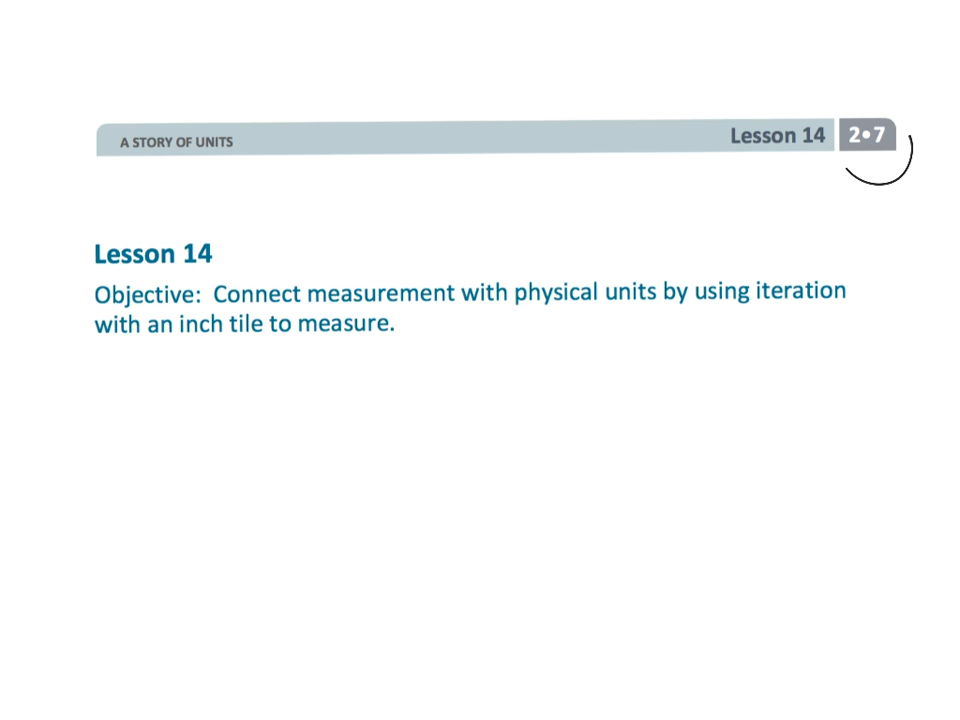 A STORY OF UNITS
Lesson 14
2•7
Lesson 14
Objective:  Connect measurement with physical units by using iteration
with an inch tile to measure.